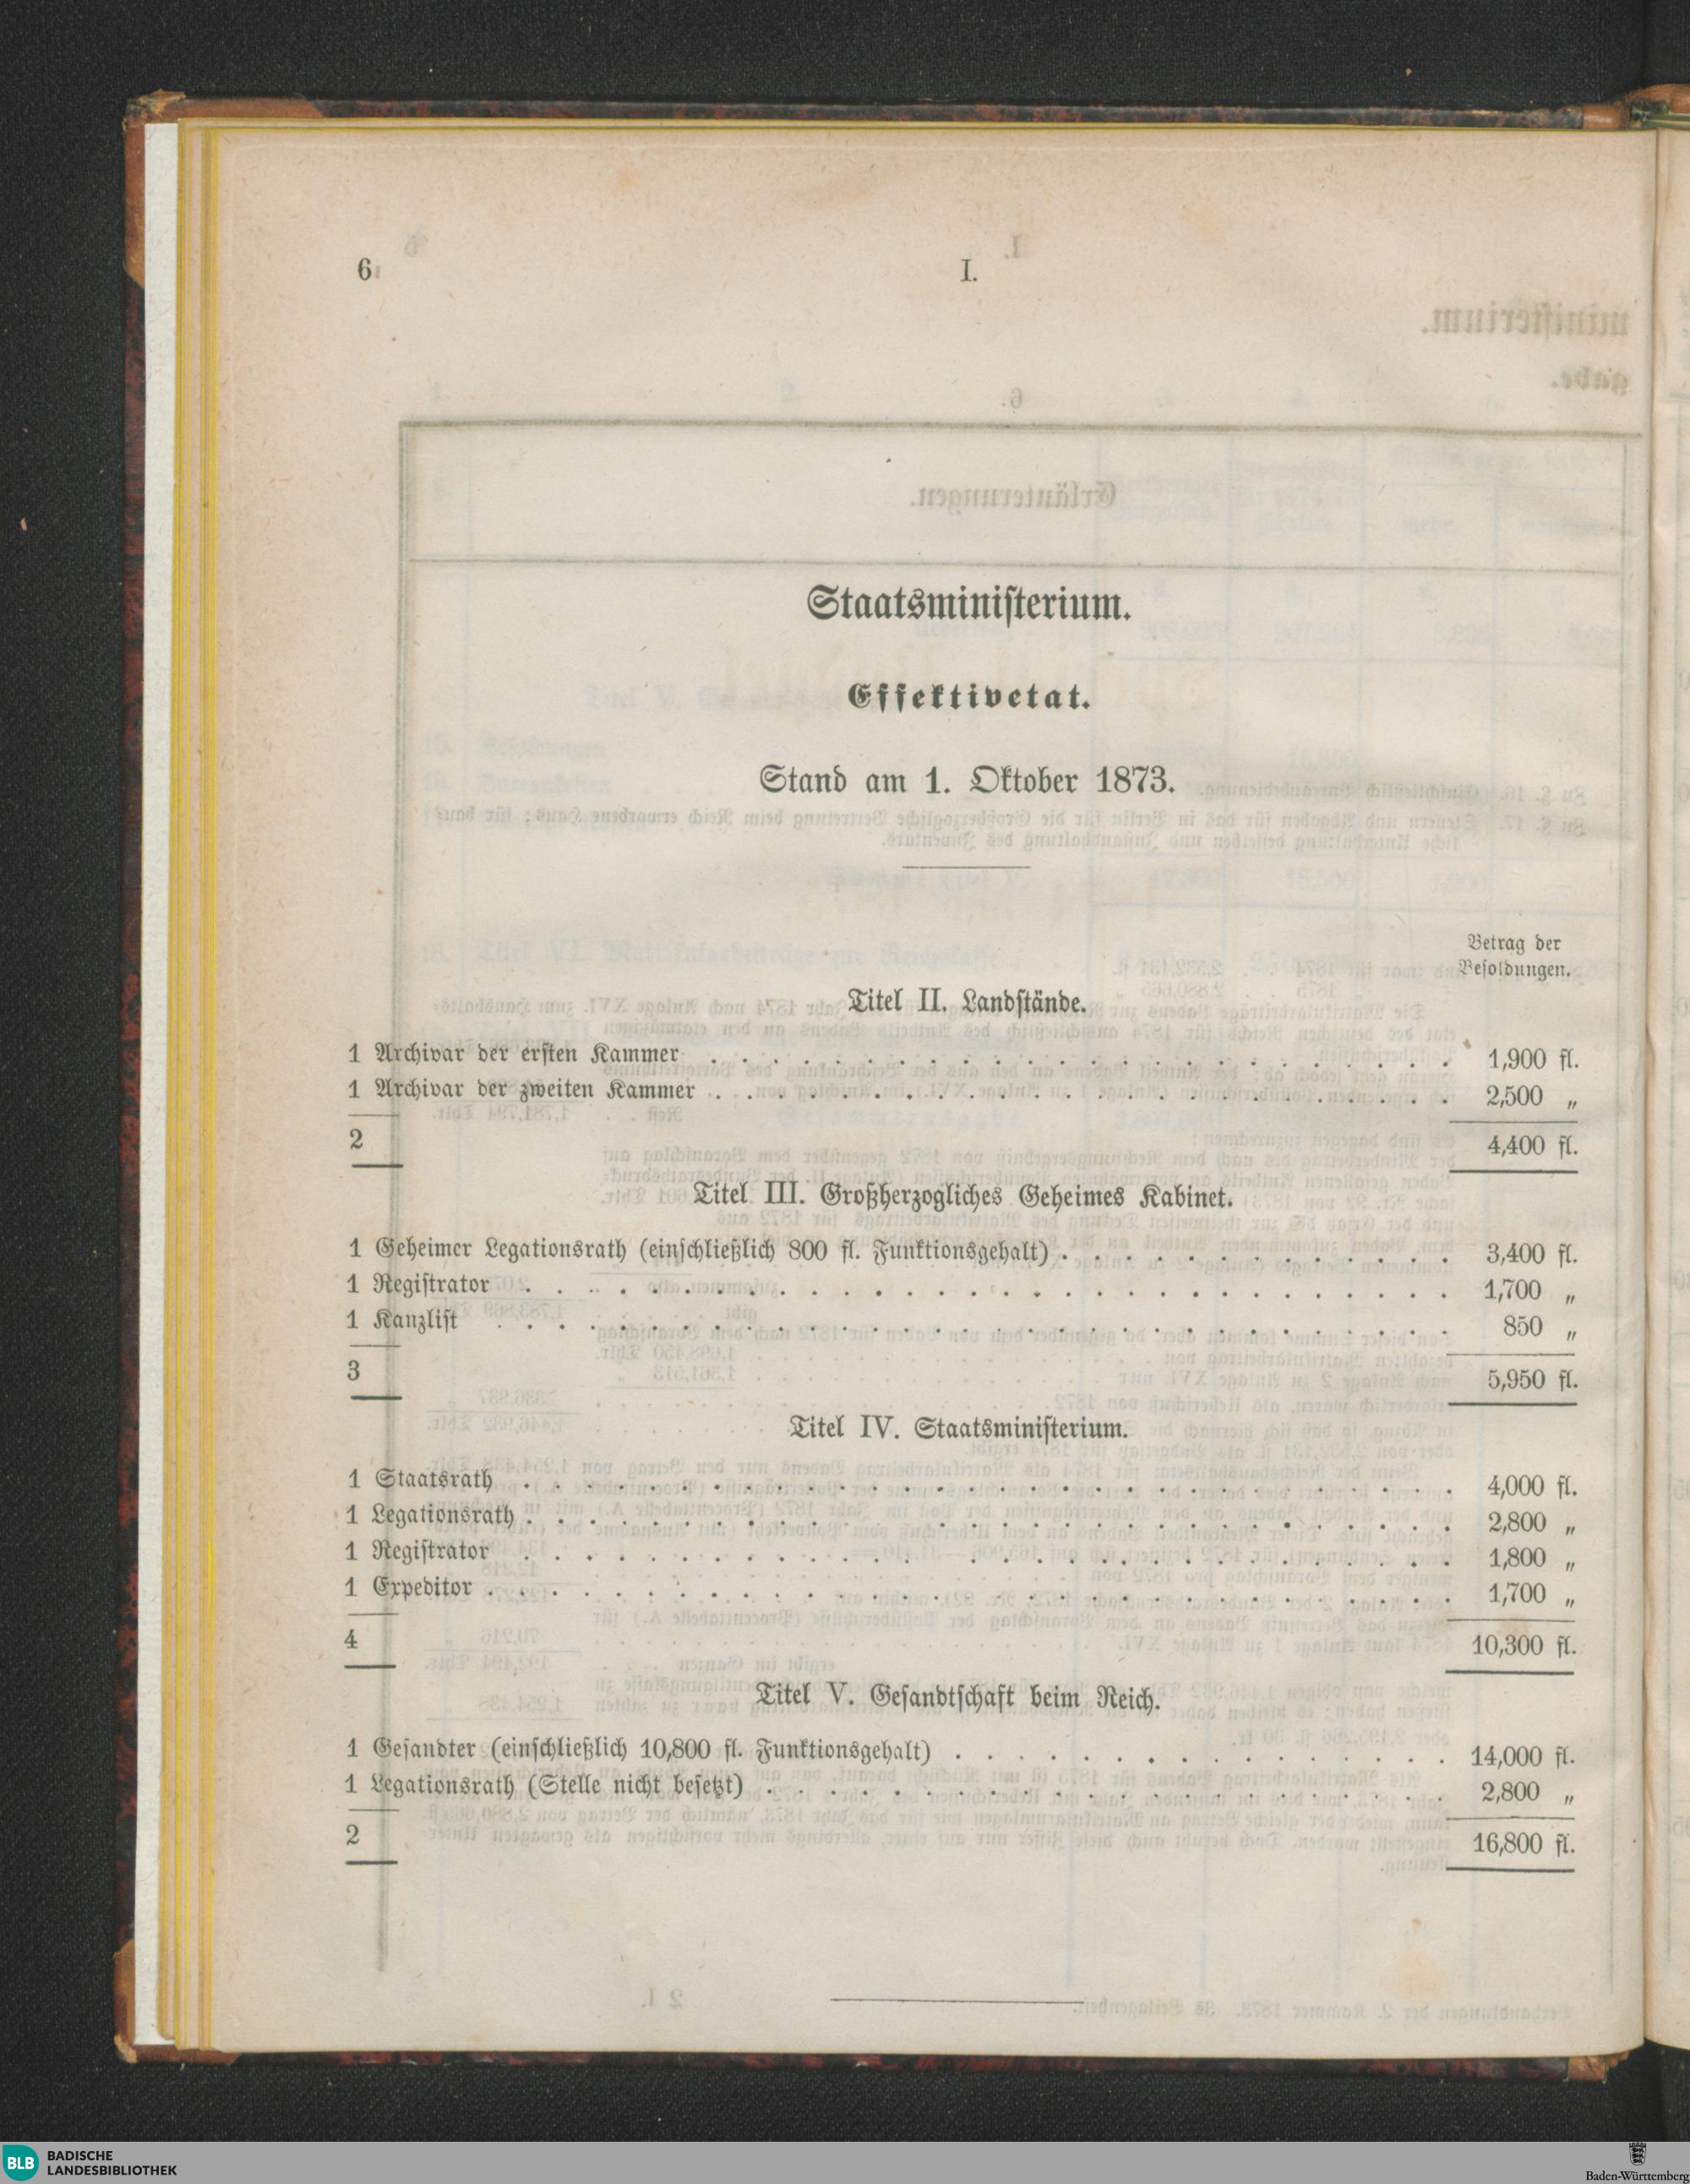 6
I.
Staatsministerium.
Effektivetat.
Stand am 1. Oktober 1873.
Betrag der
Besoldungen.
Titel II. Landstände.
1 Archivar der ersten Kammer . . . . . . . . . . . . . . . . . . . . . . . . 1,900 fl.
1 Archivar der zweiten Kammer . . . . . . . . . . . . . . . . . . . . . . . . 2,500 „
2 4,400 fl.
Titel III. Großherzogliches Geheimes Kabinet.
1 Geheimer Legationsrath (einschließlich 800 fl. Funktionsgehalt) . . . . . . . . . . . . . 3,400 fl.
1 Registrator . . . . . . . . . . . . . . . . . . . . . . . . . . . . . . 1,700 „
1 Kanzlist . . . . . . . . . . . . . . . . . . . . . . . . . . . . . . . 850 „
3 5,950 fl.
Titel IV. Staatsministerium.
1 Staatsrath . . . . . . . . . . . . . . . . . . . . . . . . . . . . . . 4,000 fl.
1 Legationsrath . . . . . . . . . . . . . . . . . . . . . . . . . . . . . . 2,800 „
1 Registrator . . . . . . . . . . . . . . . . . . . . . . . . . . . . . . 1,800 „
1 Expeditor . . . . . . . . . . . . . . . . . . . . . . . . . . . . . . . 1,700 „
4 10,300 fl.
Titel V. Gesandtschaft beim Reich.
1 Gesandter (einschließlich 10,800 fl. Funktionsgehalt) . . . . . . . . . . . . . . . . 14,000 fl.
1 Legationsrath (Stelle nicht besetzt) . . . . . . . . . . . . . . . . . . . . . . 2,800 „
2 16,800 fl.
BLB BADISCHE
LANDESBIBLIOTHEK
Baden-Württemberg